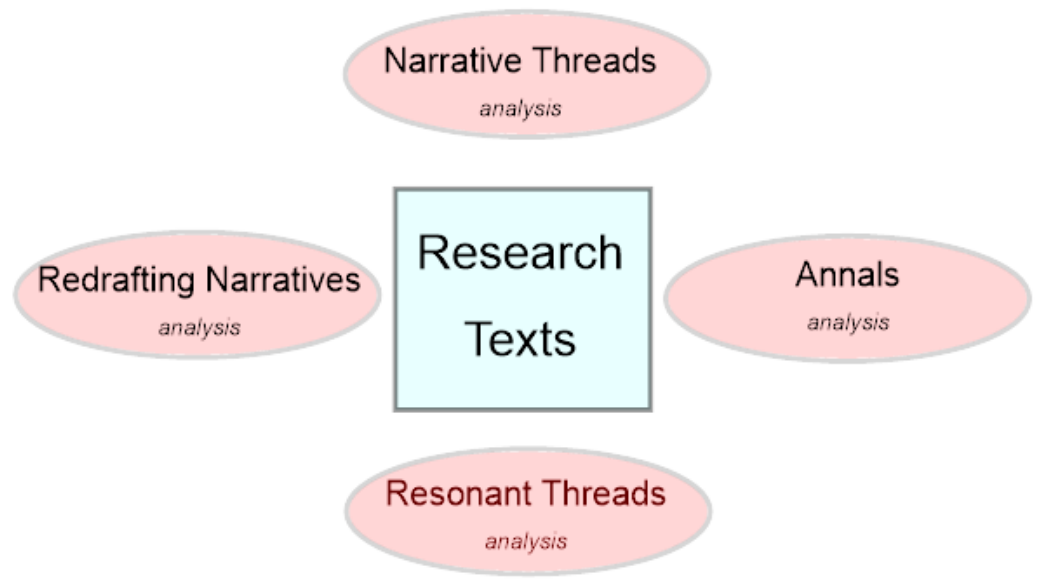 Narrative Threads
analysis
Redrafting Narratives
analysis
Research
Texts
Annals
analysis
Resonant Threads
analysis